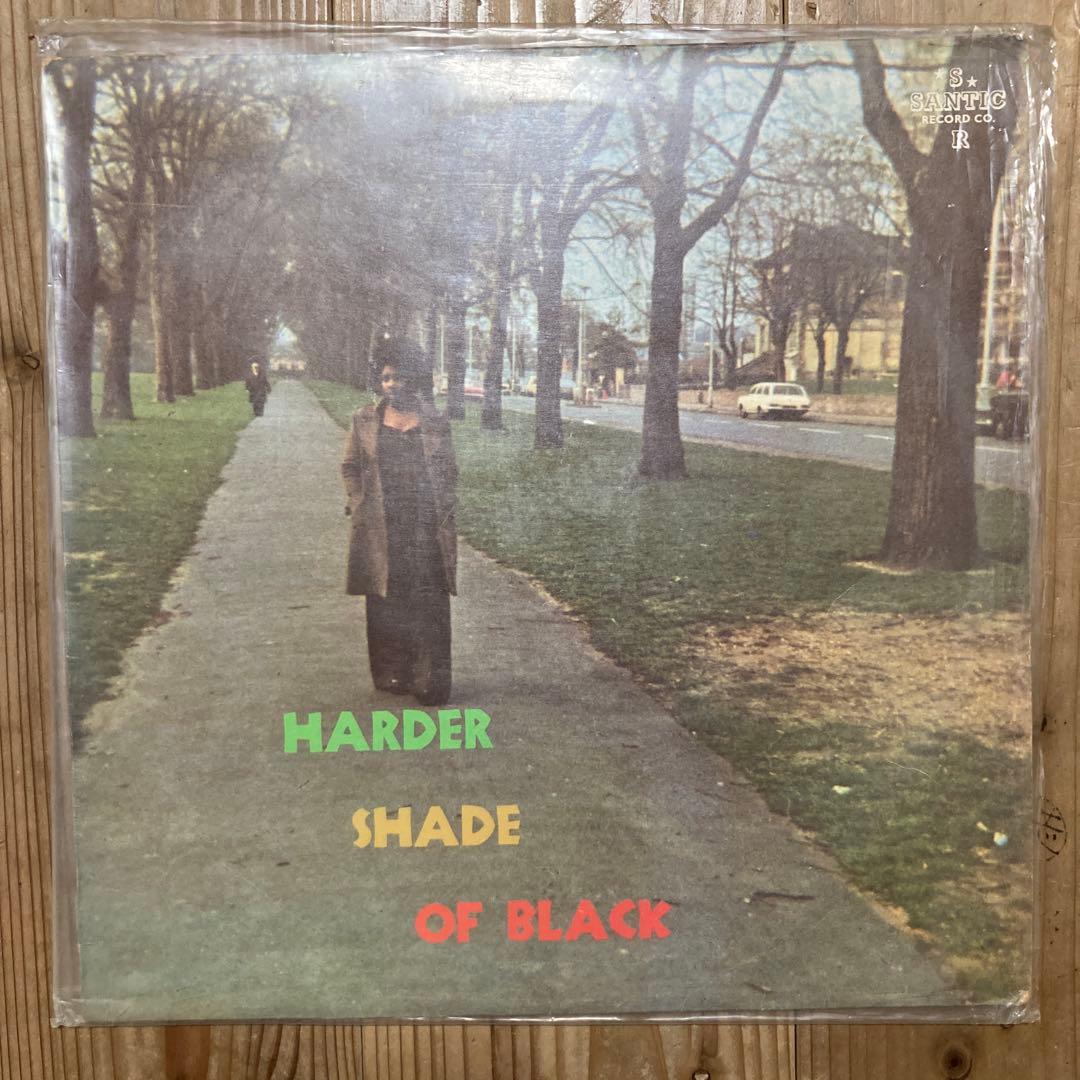 S
SANTIC
RECORD CO.
R
HARDER
SHADE
OF BLACK